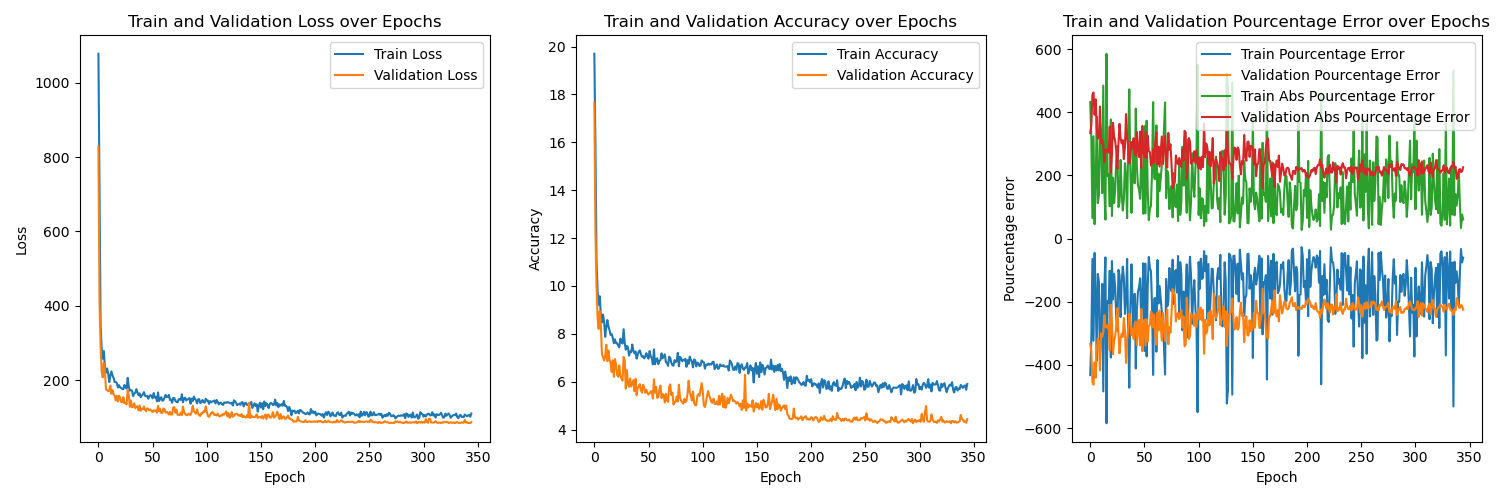 Train and Validation Loss over Epochs
Train Loss
Validation Loss
1000
800
600
400
200
Loss
0
50
100
150
200
250
300
350
Epoch
Train and Validation Accuracy over Epochs
Train Accuracy
Validation Accuracy
20
18
16
14
12
10
8
6
4
Accuracy
0
50
100
150
200
250
300
350
Epoch
Train and Validation Pourcentage Error over Epochs
Train Pourcentage Error
Validation Pourcentage Error
Train Abs Pourcentage Error
Validation Abs Pourcentage Error
600
400
200
0
−200
−400
−600
Pourcentage error
0
50
100
150
200
250
300
350
Epoch